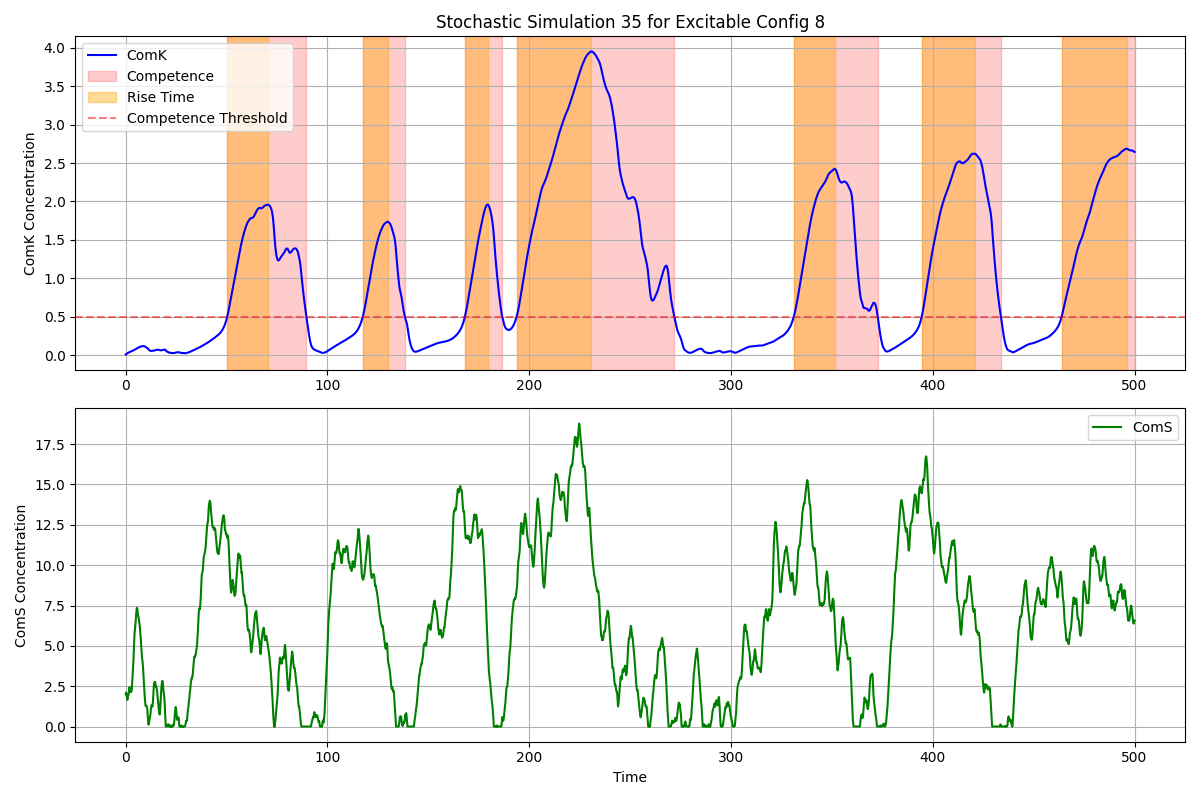 Stochastic Simulation 35 for Excitable Config 8
ComK Concentration
4.0
3.5
3.0
2.5
2.0
1.5
1.0
0.5
0.0
ComK
Competence
Rise Time
Competence Threshold
0 100 200 300 400 500
ComS Concentration
17.5
15.0
12.5
10.0
7.5
5.0
2.5
0.0
ComS
0 100 200 300 400 500
Time